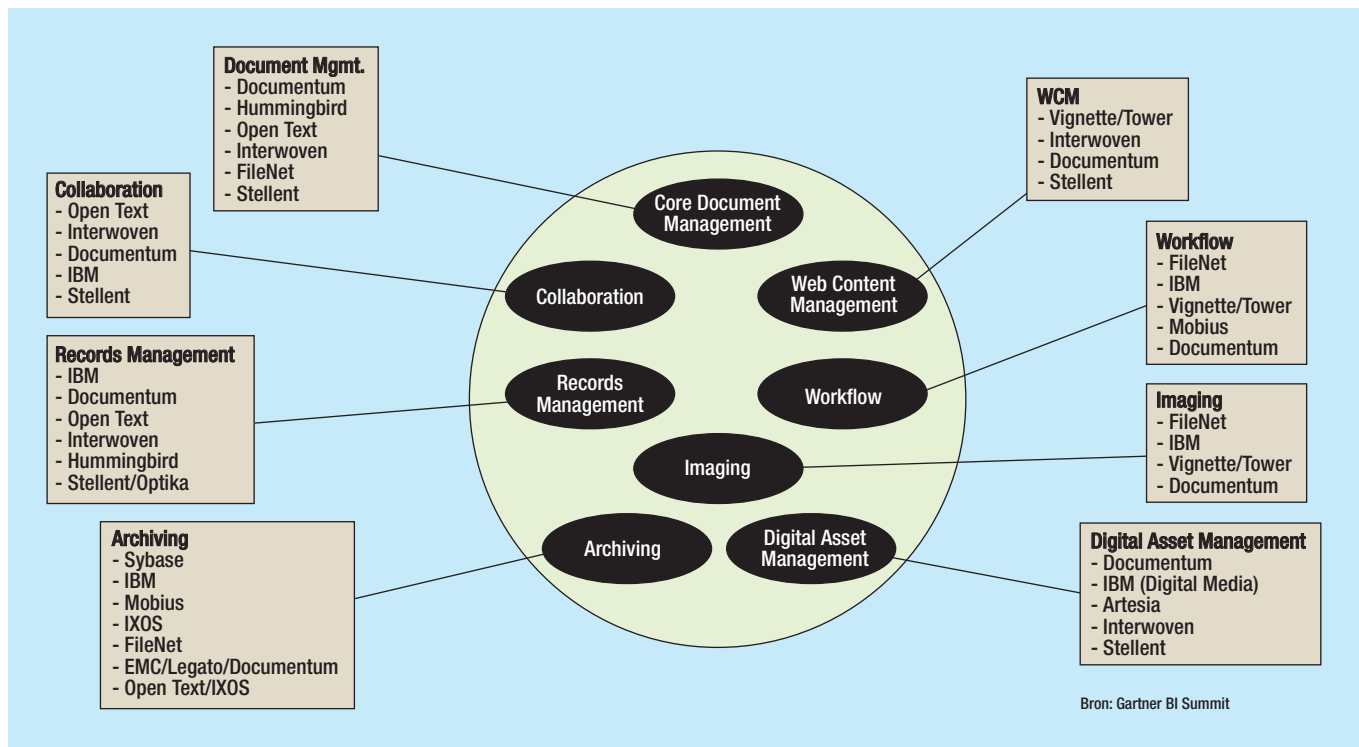 Document Mgmt.
- Documentum
- Hummingbird
- Open Text
- Interwoven
- FileNet
- Stellent
Collaboration
- Open Text
- Interwoven
- Documentum
- IBM
- Stellent
Records Management
- IBM
- Documentum
- Open Text
- Interwoven
- Hummingbird
- Stellent/Optika
Archiving
- Sybase
- IBM
- Mobius
- IXOS
- FileNet
- EMC/Legato/Documentum
- Open Text/IXOS
Core Document
Management
Collaboration
Web Content
Management
Records
Management
Workflow
Imaging
Archiving
Digital Asset
Management
WCM
- Vignette/Tower
- Interwoven
- Documentum
- Stellent
Workflow
- FileNet
- IBM
- Vignette/Tower
- Mobius
- Documentum
Imaging
- FileNet
- IBM
- Vignette/Tower
- Documentum
Digital Asset Management
- Documentum
- IBM (Digital Media)
- Artesia
- Interwoven
- Stellent
Bron: Gartner BI Summit